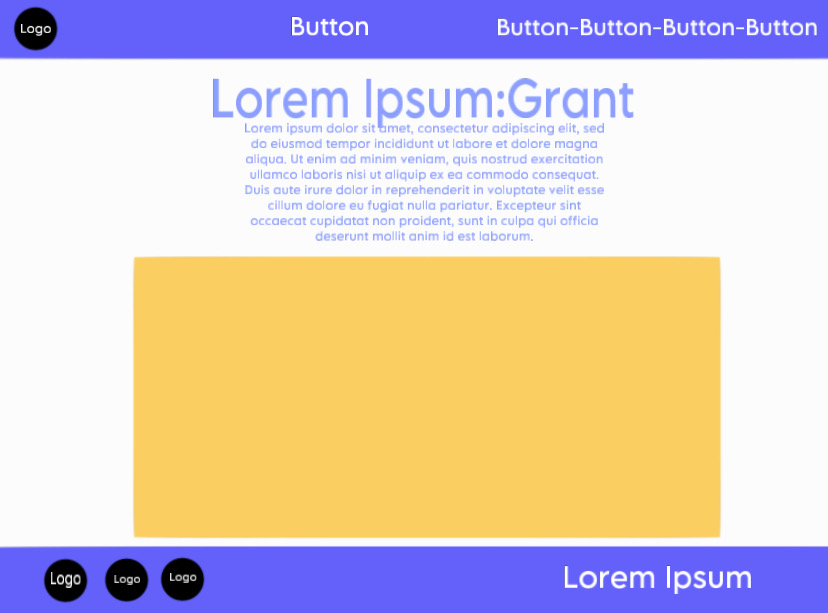 Logo
Button
Button-Button-Button-Button
Lorem Ipsum:Grant
Lorem ipsum dolor sit amet, consectetur adipiscing elit, sed
do eiusmod tempor incididunt ut labore et dolore magna
aliqua. Ut enim ad minim veniam, quis nostrud exercitation
ullamco laboris nisi ut aliquip ex ea commodo consequat.
Duis aute irure dolor in reprehenderit in voluptate velit esse
cillum dolore eu fugiat nulla pariatur. Excepteur sint
occaecat cupidatat non proident, sunt in culpa qui officia
deserunt mollit anim id est laborum.
Logo
Logo
Logo
Lorem Ipsum